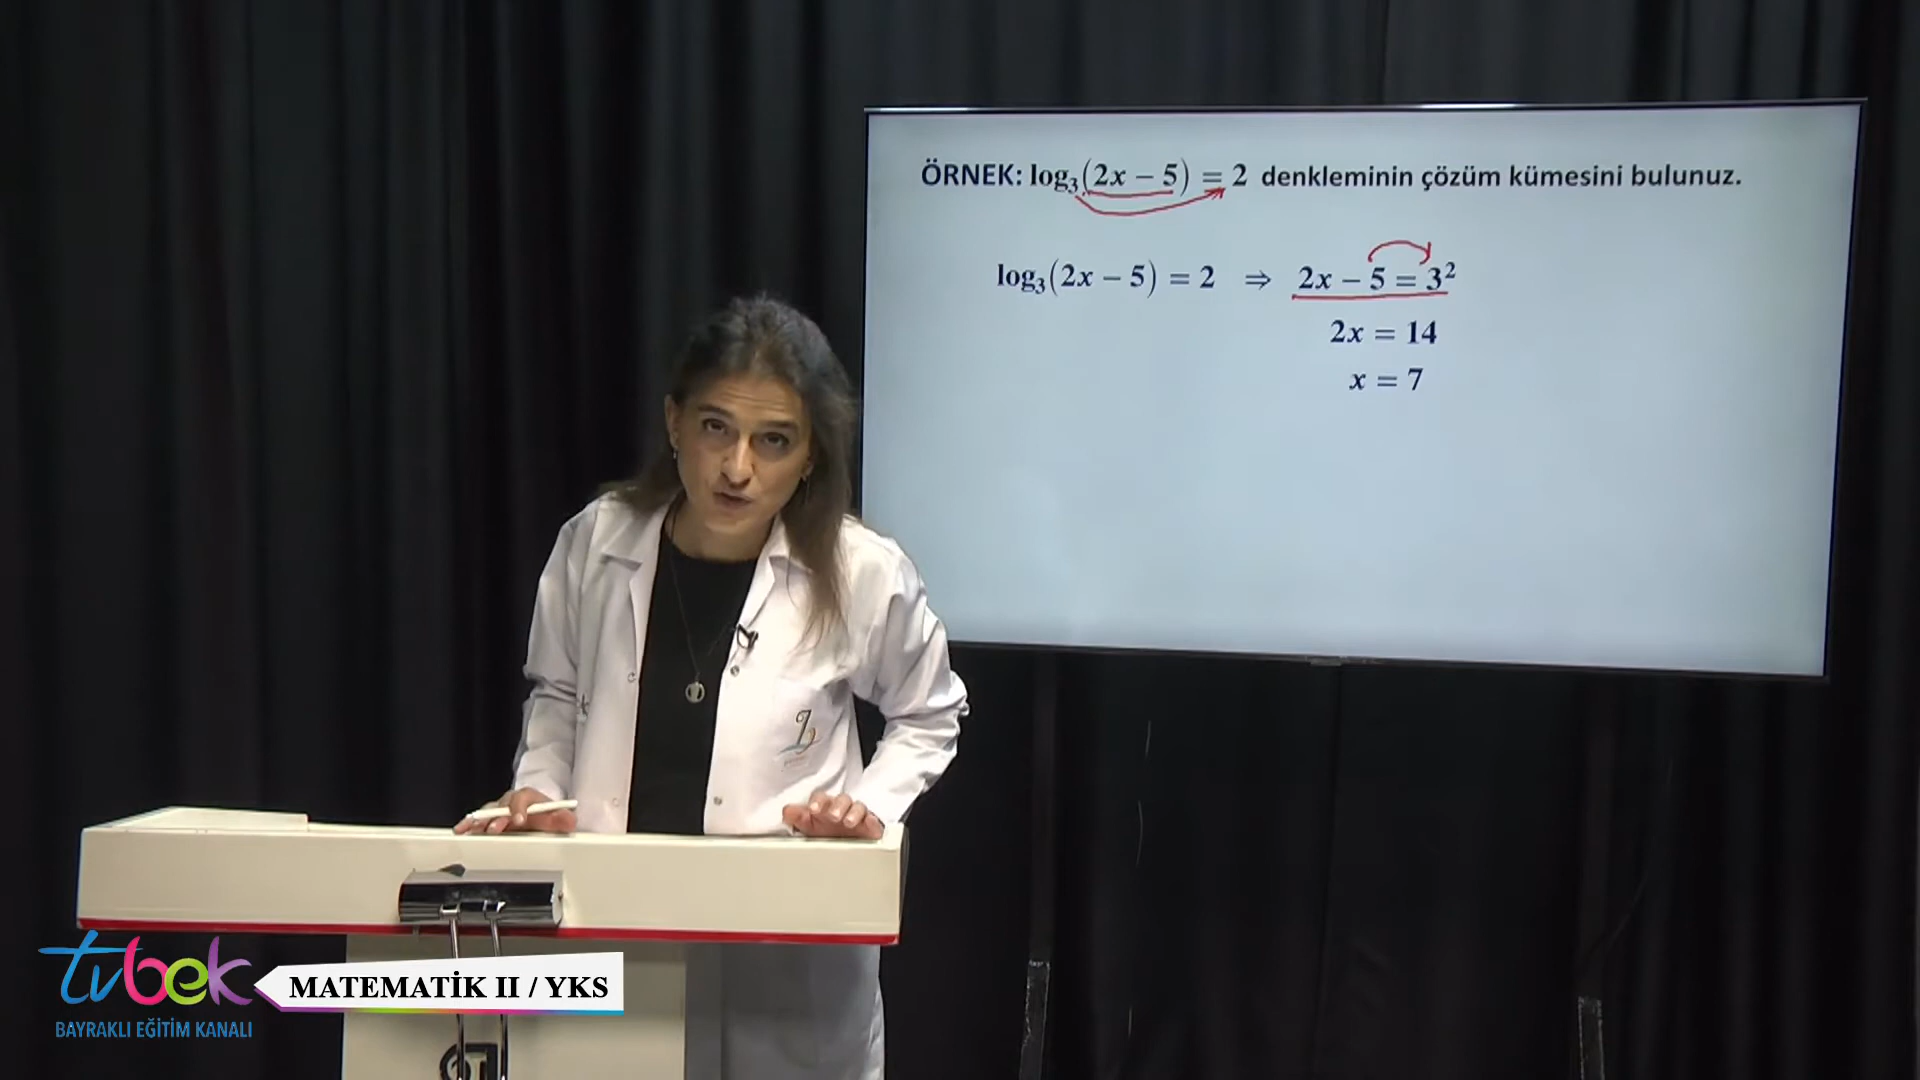 ÖRNEK: log₃(2x − 5) = 2 denkleminin çözüm kümesini bulunuz.
log₃(2x − 5) = 2 ⇒ 2x − 5 = 3²
2x = 14
x = 7
tvbek
BAYRAKLI EĞİTİM KANALI
MATEMATİK II / YKS